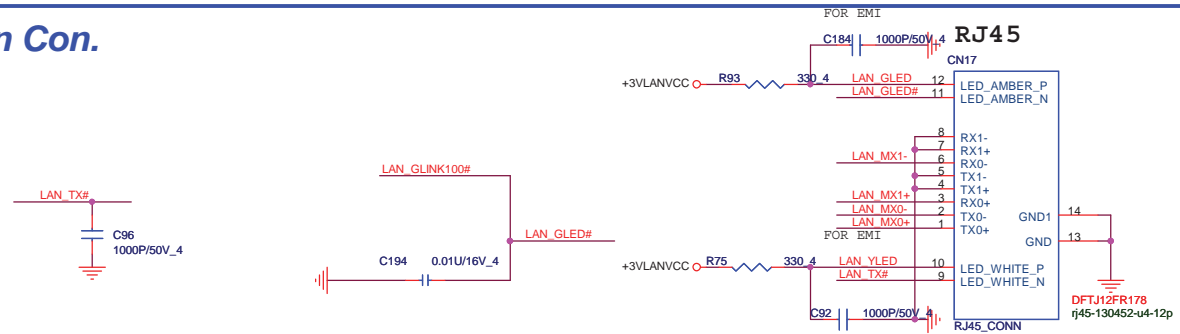 n Con.
FOR EMI
C184
1000P/50V_4
RJ45
CN17
+3VLANVCC
R93
330_4
LAN_GLED
12
LED_AMBER_P
LAN_GLED#
11
LED_AMBER_N
8
RX1-
7
RX1+
LAN_MX1-
6
RX0-
5
TX1-
4
TX1+
LAN_MX1+
3
RX0+
LAN_MX0-
2
TX0-
LAN_MX0+
1
TX0+
GND1
14
GND
13
FOR EMI
+3VLANVCC
R75
330_4
LAN_YLED
10
LED_WHITE_P
LAN_TX#
9
LED_WHITE_N
C92
1000P/50V_4
RJ45_CONN
DFTJ12FR178
rj45-130452-u4-12p
LAN_GLINK100#
LAN_GLED#
C194
0.01U/16V_4
LAN_TX#
C96
1000P/50V_4